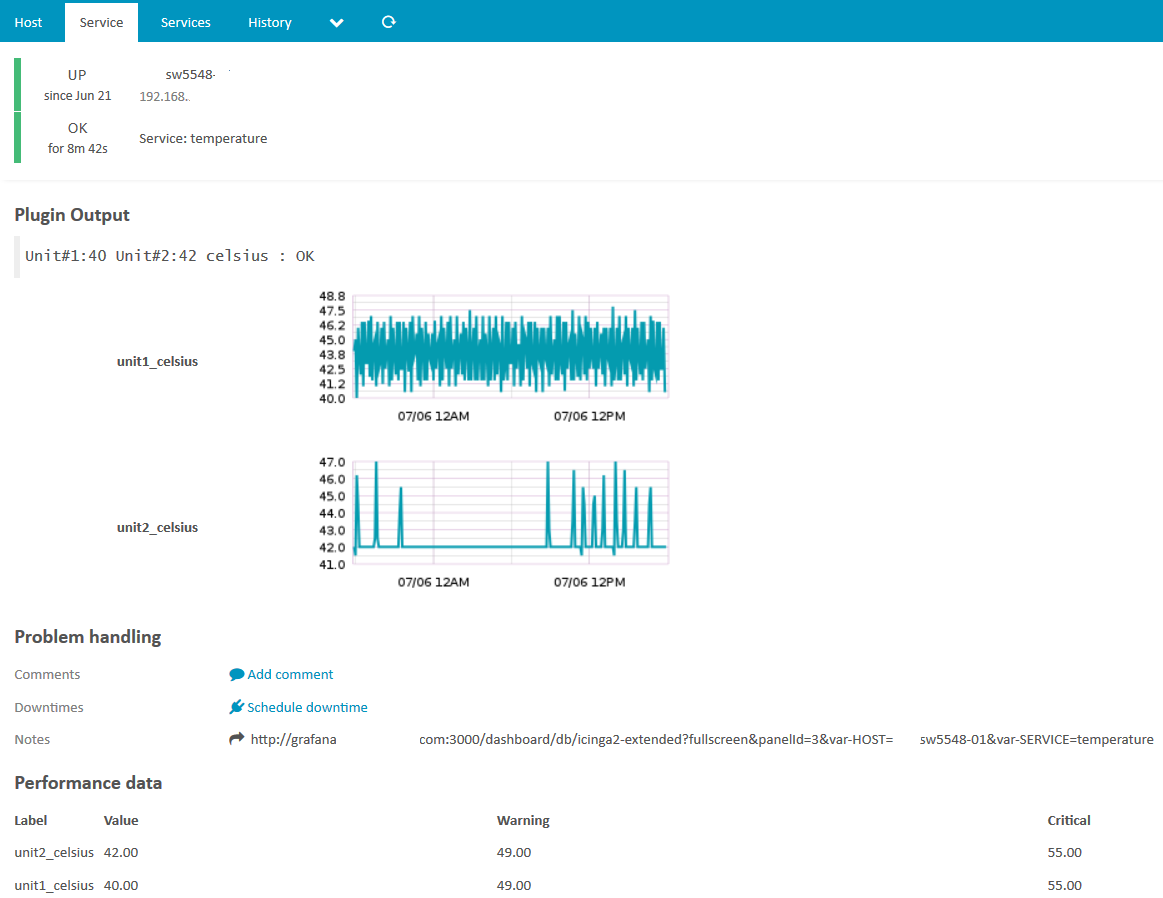 Host Service Services History
UP sw5548-
since Jun 21 192.168..
OK
Service: temperature
for 8m 42s
Plugin Output
Unit#1:40 Unit#2:42 celsius : OK
unit1_celsius
48.8
47.5
46.2
45.0
43.8
42.5
41.2
40.0
07/06 12AM 07/06 12PM
unit2_celsius
47.0
46.0
45.0
44.0
43.0
42.0
41.0
07/06 12AM 07/06 12PM
Problem handling
Comments Add comment
Downtimes Schedule downtime
Notes http://grafana com:3000/dashboard/db/icinga2-extended?fullscreen&panelId=3&var-HOST= sw5548-01&var-SERVICE=temperature
Performance data
Label Value Warning Critical
unit2_celsius 42.00 49.00 55.00
unit1_celsius 40.00 49.00 55.00